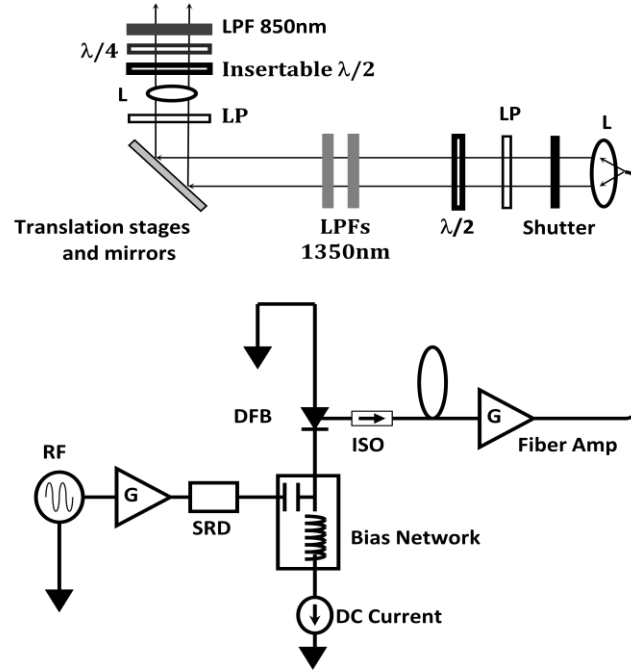 LPF 850nm
λ/4
Insertable λ/2
L
LP
LP
L
Translation stages
and mirrors
LPFs
1350nm
λ/2
Shutter
DFB
ISO
G
Fiber Amp
RF
G
SRD
Bias Network
DC Current